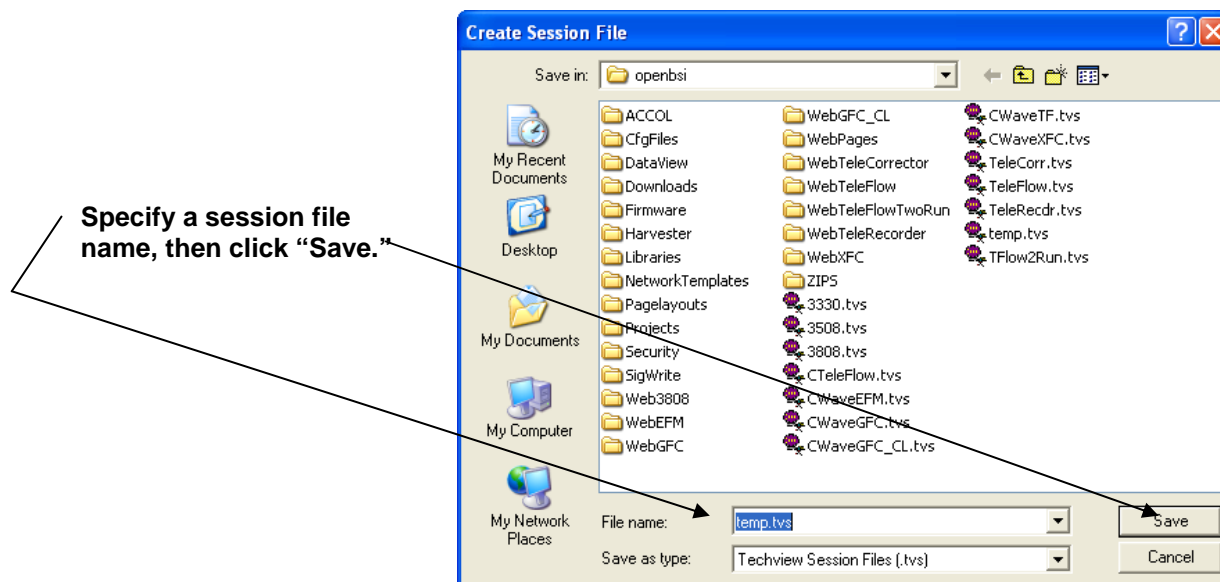 Create Session File
Save in:
openbsi
My Recent
Documents
Desktop
My Documents
My Computer
My Network
Places
ACCOL
CfgFiles
DataView
Downloads
Firmware
Harvester
Libraries
NetworkTemplates
Pagelayouts
Projects
Security
SigWrite
Web3808
WebEFM
WebGFC
WebGFC_CL
WebPages
WebTeleCorrector
WebTeleFlow
WebTeleFlowTwoRun
WebTeleRecorder
WebXFC
ZIPS
3330.tvs
3508.tvs
3808.tvs
CTeleFlow.tvs
CWaveEFM.tvs
CWaveGFC.tvs
CWaveGFC_CL.tvs
CWaveTF.tvs
CWaveXFC.tvs
TeleCorr.tvs
TeleFlow.tvs
TeleRecdr.tvs
temp.tvs
TFlow2Run.tvs
Specify a session file
name, then click “Save.”
File name:
temp.tvs
Save
Save as type:
Techview Session Files (.tvs)
Cancel